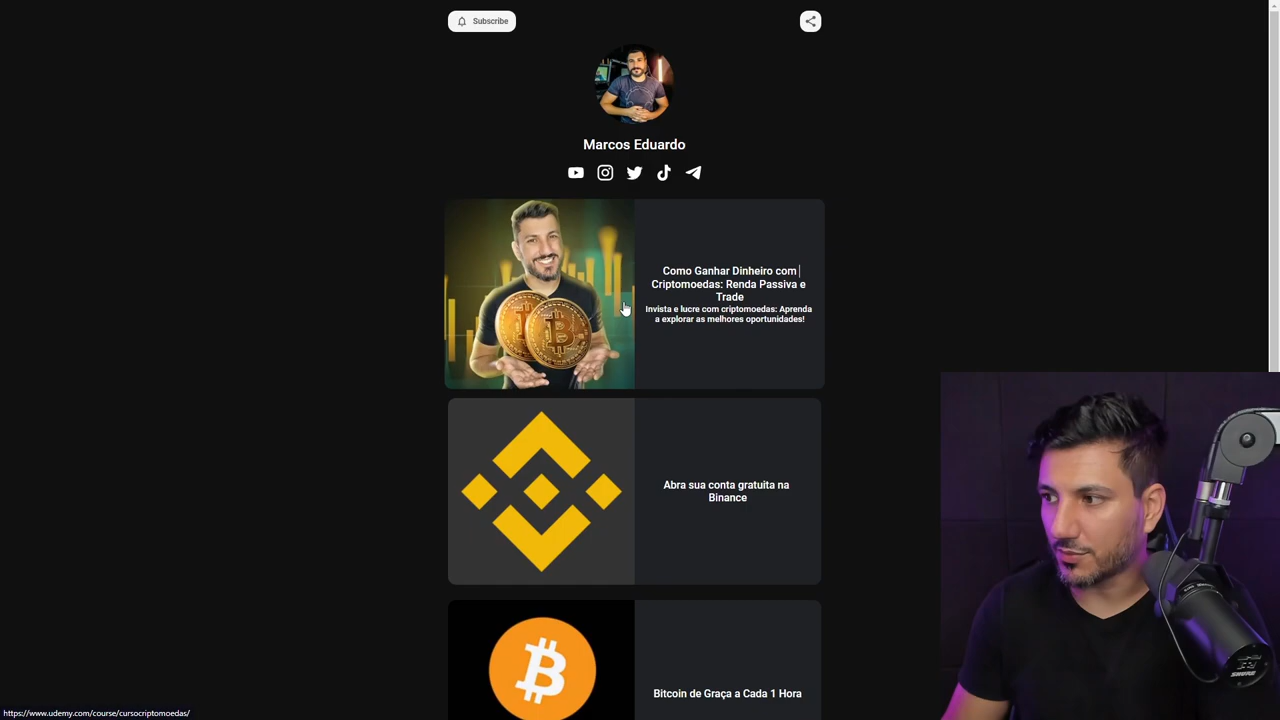 Subscribe
Marcos Eduardo
Como Ganhar Dinheiro com |
Criptomoedas: Renda Passiva e
Trade
Invista e lucre com criptomoedas: Aprenda
a explorar as melhores oportunidades!
Abra sua conta gratuita na
Binance
Bitcoin de Graça a Cada 1 Hora
SHURE
https://www.udemy.com/course/cursocriptomoedas/